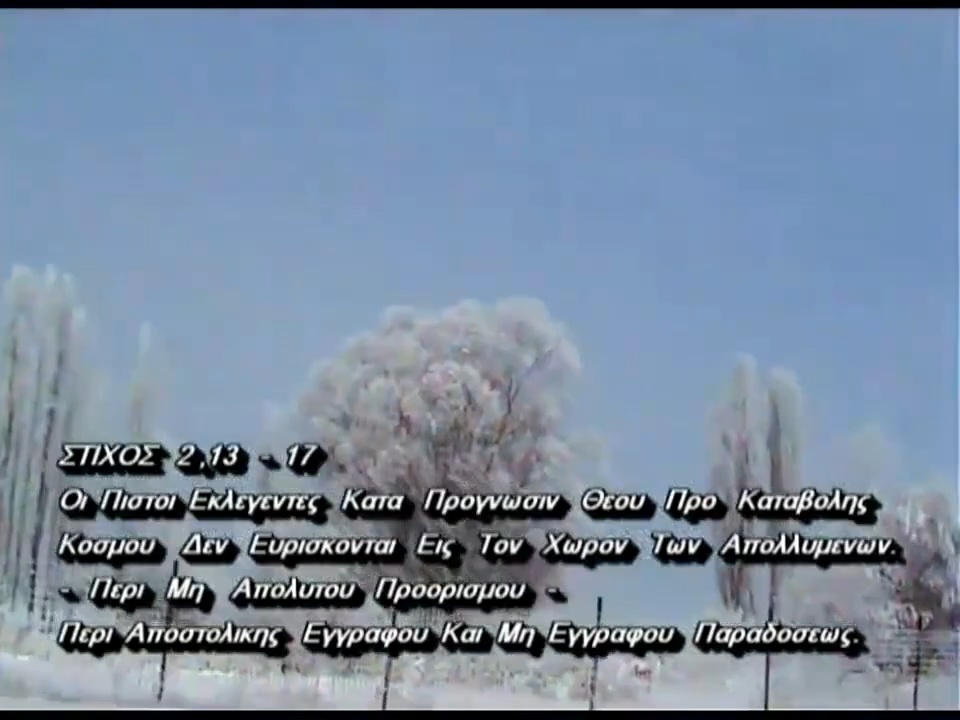 ΣΤΙΧΟΣ 2,13 - 17
Οι Πιστοι Εκλεγεντες Κατα Προγνωσιν Θεου Προ Καταβολης
Κοσμου Δεν Ευρισκονται Εις Τον Χωρον Των Απολλυμενων.
- Περι Μη Απολυτου Προορισμου -
Περι Αποστολικης Εγγραφου Και Μη Εγγραφου Παραδοσεως.